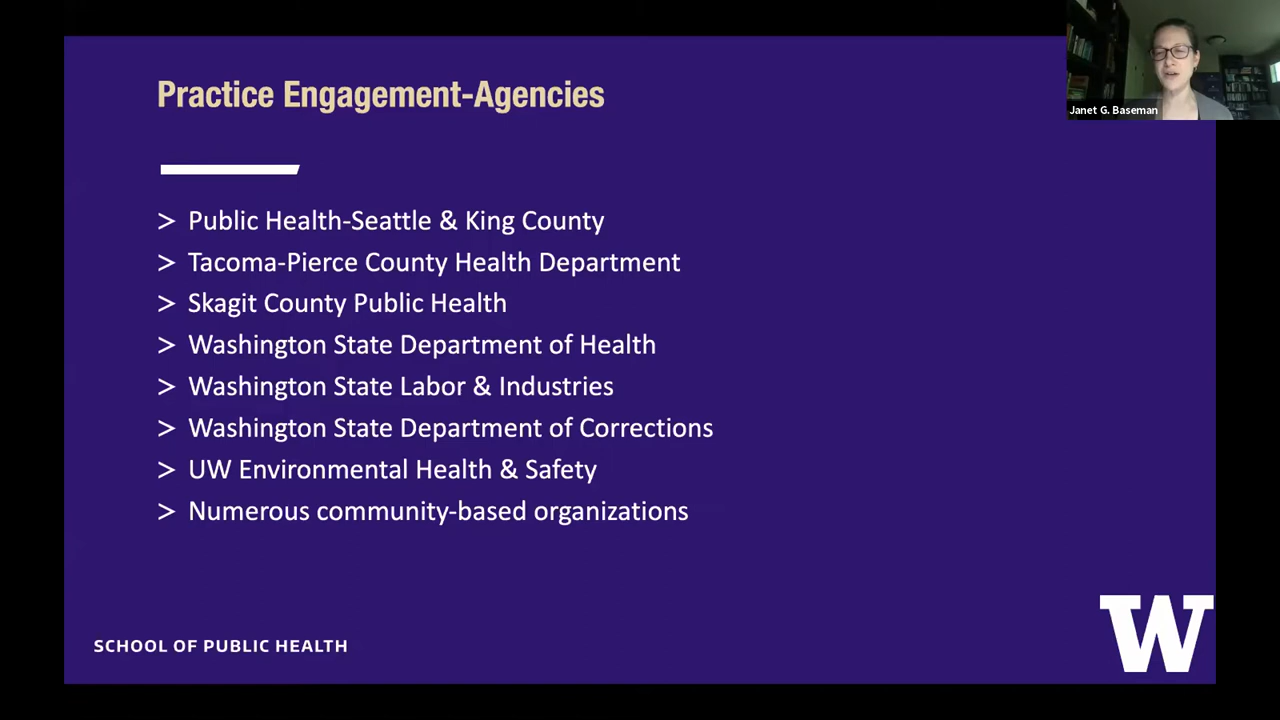 Practice Engagement-Agencies
Janet G. Baseman
> Public Health-Seattle & King County
> Tacoma-Pierce County Health Department
> Skagit County Public Health
> Washington State Department of Health
> Washington State Labor & Industries
> Washington State Department of Corrections
> UW Environmental Health & Safety
> Numerous community-based organizations
SCHOOL OF PUBLIC HEALTH
W